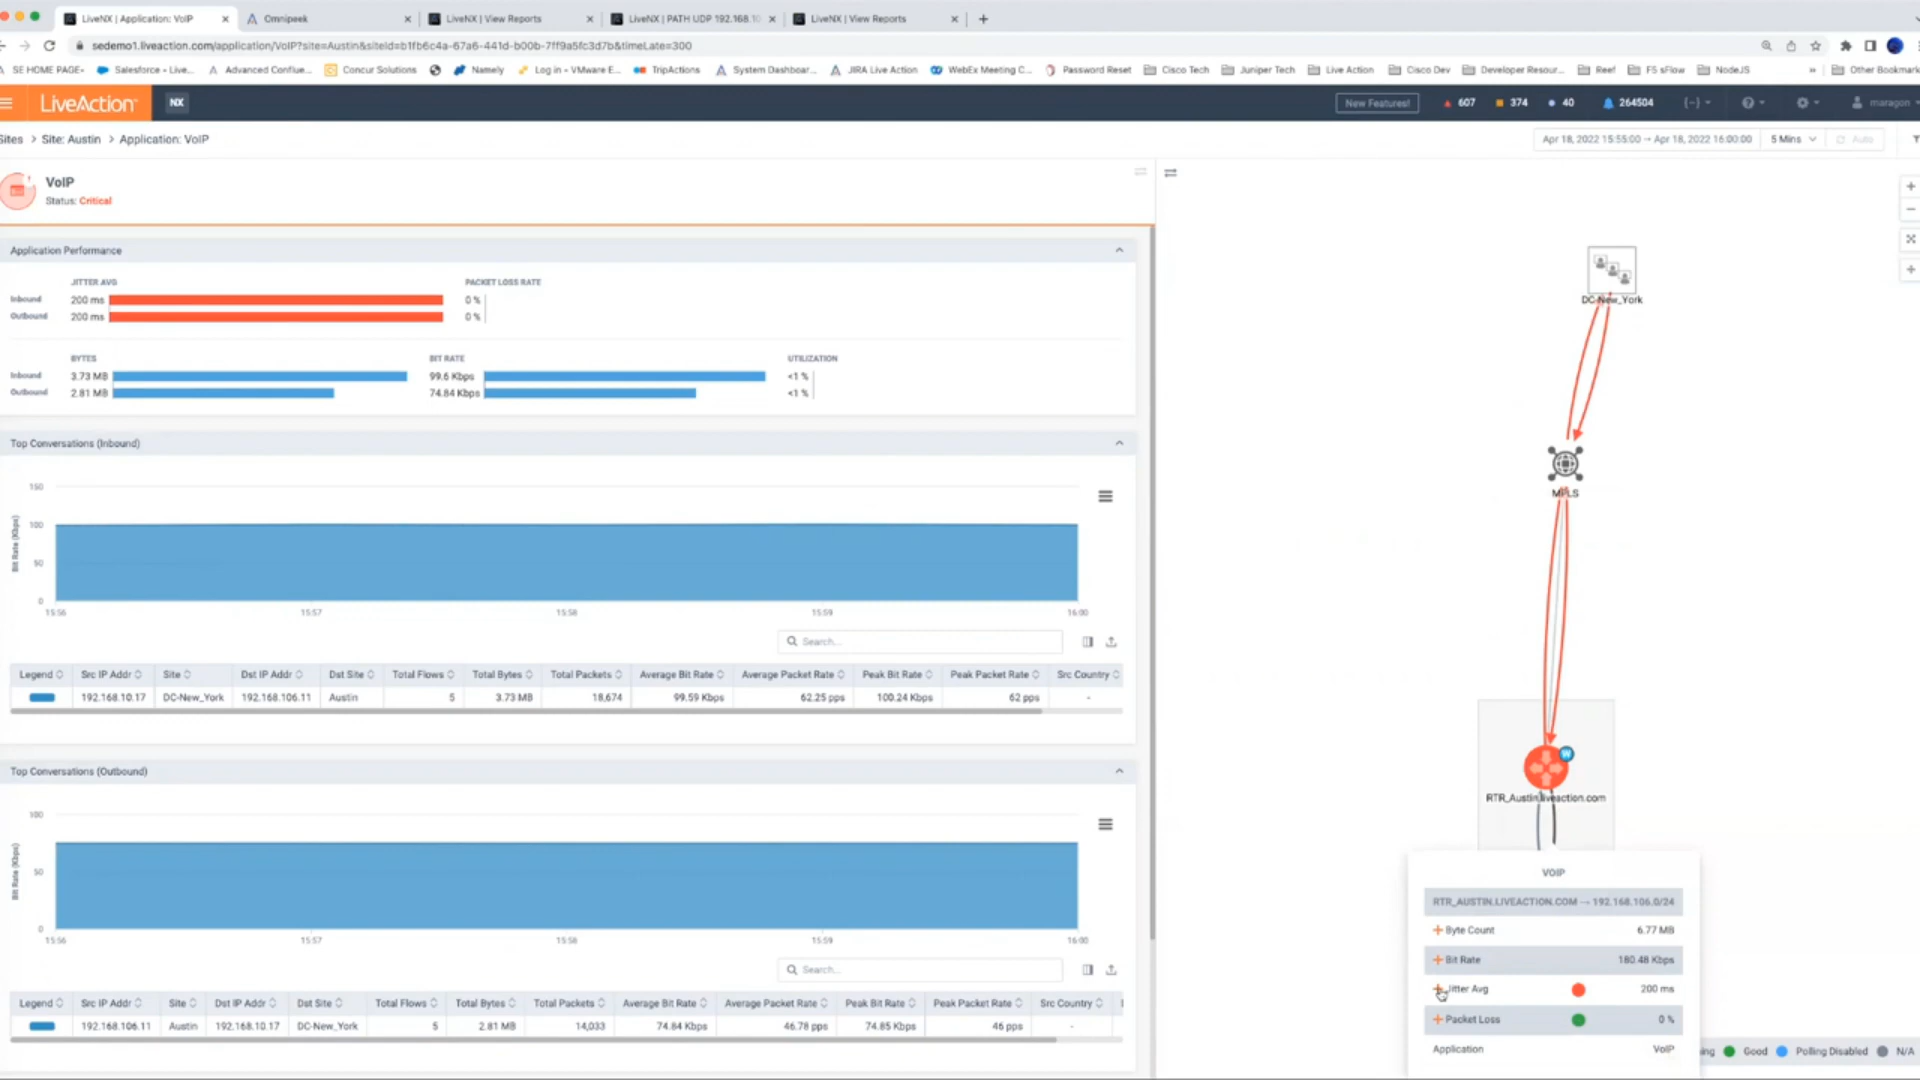 LiveNX | Application: VoIP
Omnipeek
LiveNX | View Reports
LiveNX | PATH UDP 192.168.10
LiveNX | View Reports
sedemo1.liveaction.com/application/VoIP?site=Austin&siteId=b1fb6c4a-67a6-441d-b00b-7ff9a5fc3d7b&timeLate=300
SE HOME PAGE-
Salesforce - Live...
Advanced Conflue...
Concur Solutions
Namely
Log in - VMware E...
TripActions
System Dashboar...
JIRA Live Action
WebEx Meeting C...
Password Reset
Cisco Tech
Juniper Tech
Live Action
Cisco Dev
Developer Resour...
Reef
F5 sFlow
NodeJS
»
Other Bookmark
LiveAction
NX
New Features!
607
374
40
264504
maragon
Sites > Site: Austin > Application: VoIP
Apr 18, 2022 15:55:00 → Apr 18, 2022 16:00:00
5 Mins
Auto
VoIP
Status: Critical
Application Performance
JITTER AVG
PACKET LOSS RATE
Inbound 200 ms 0 %
Outbound 200 ms 0 %
BYTES
BIT RATE
UTILIZATION
Inbound 3.73 MB 99.6 Kbps <1 %
Outbound 2.81 MB 74.84 Kbps <1 %
Top Conversations (Inbound)
150
100
50
0
Bit Rate (Kbps)
15:56 15:57 15:58 15:59 16:00
Search...
Legend Src IP Addr Site Dst IP Addr Dst Site Total Flows Total Bytes Total Packets Average Bit Rate Average Packet Rate Peak Bit Rate Peak Packet Rate Src Country
192.168.10.17 DC-New_York 192.168.106.11 Austin 5 3.73 MB 18,674 99.59 Kbps 62.25 pps 100.24 Kbps 62 pps -
Top Conversations (Outbound)
100
50
0
Bit Rate (Kbps)
15:56 15:57 15:58 15:59 16:00
Search...
Legend Src IP Addr Site Dst IP Addr Dst Site Total Flows Total Bytes Total Packets Average Bit Rate Average Packet Rate Peak Bit Rate Peak Packet Rate Src Country
192.168.106.11 Austin 192.168.10.17 DC-New_York 5 2.81 MB 14,033 74.84 Kbps 46.78 pps 74.85 Kbps 46 pps -
DC-New_York
MPLS
W
RTR_Austin.liveaction.com
VOIP
RTR_AUSTIN.LIVEACTION.COM → 192.168.106.0/24
+ Byte Count 6.77 MB
+ Bit Rate 180.48 Kbps
+ Jitter Avg 200 ms
+ Packet Loss 0 %
Application VoIP
Good
Polling Disabled
N/A